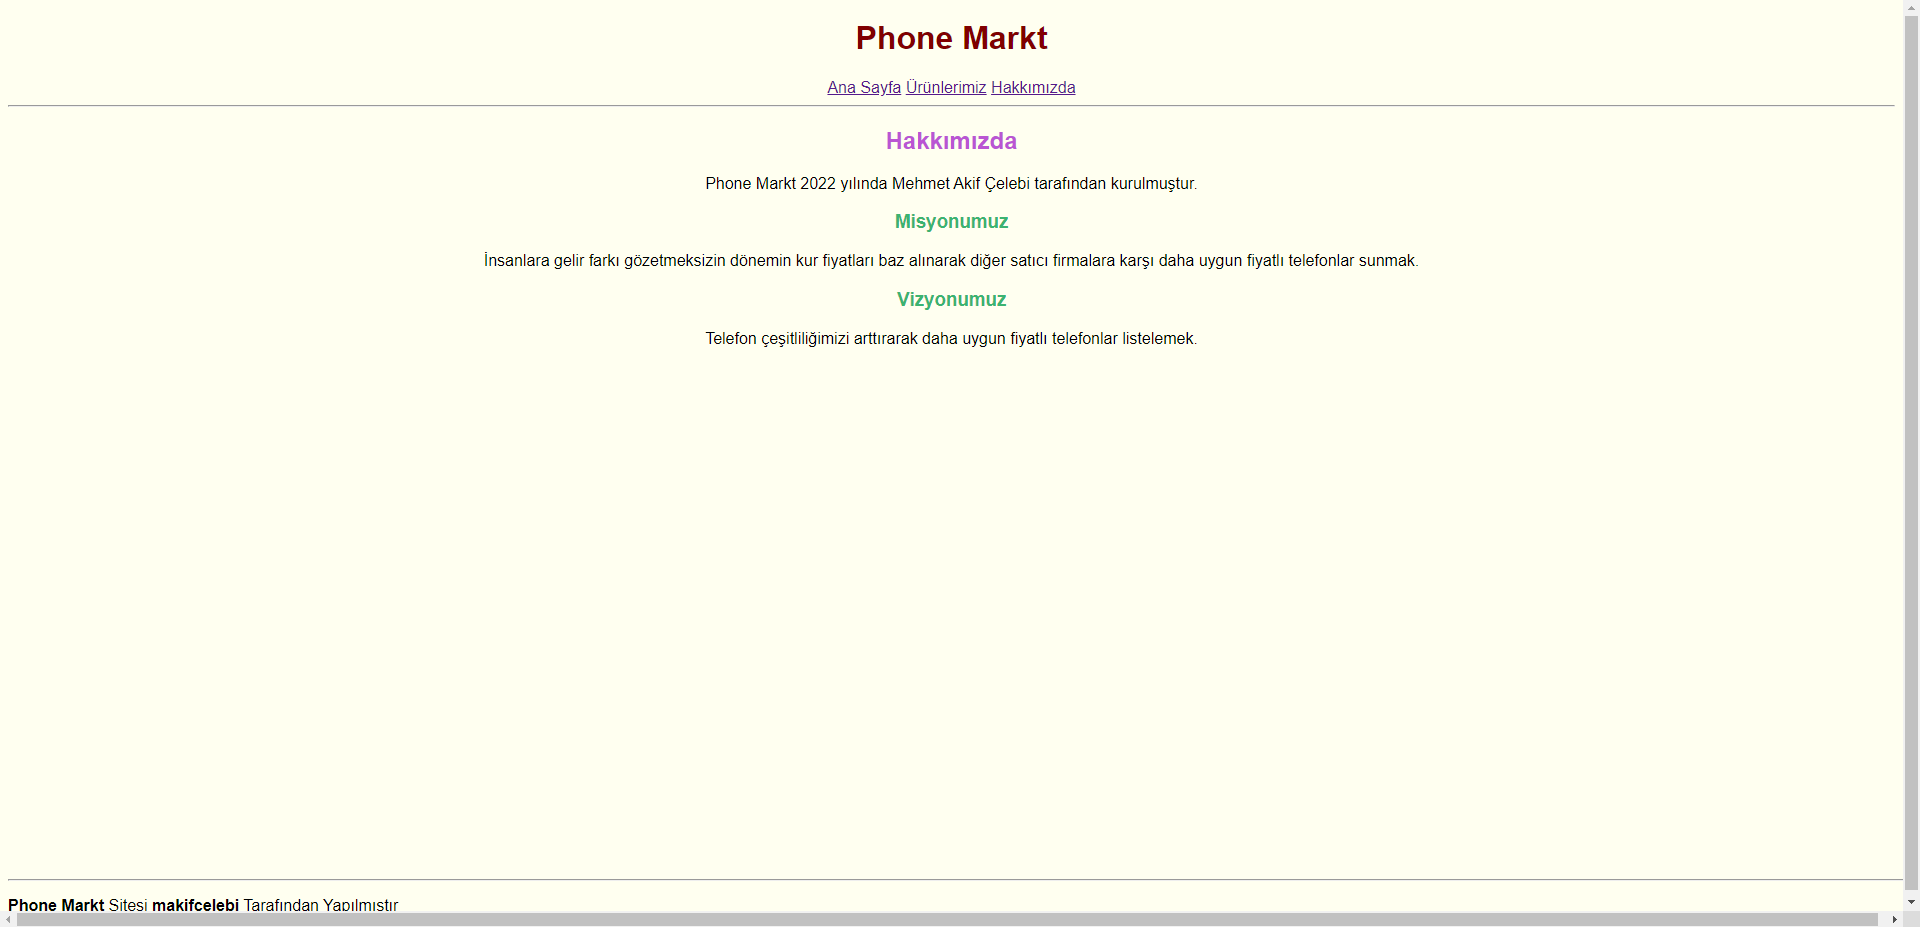 Phone Markt
Ana Sayfa Ürünlerimiz Hakkımızda
Hakkımızda
Phone Markt 2022 yılında Mehmet Akif Çelebi tarafından kurulmuştur.
Misyonumuz
İnsanlara gelir farkı gözetmeksizin dönemin kur fiyatları baz alınarak diğer satıcı firmalara karşı daha uygun fiyatlı telefonlar sunmak.
Vizyonumuz
Telefon çeşitliliğimizi arttırarak daha uygun fiyatlı telefonlar listelemek.
Phone Markt Sitesi makifcelebi Tarafından Yapılmıştır